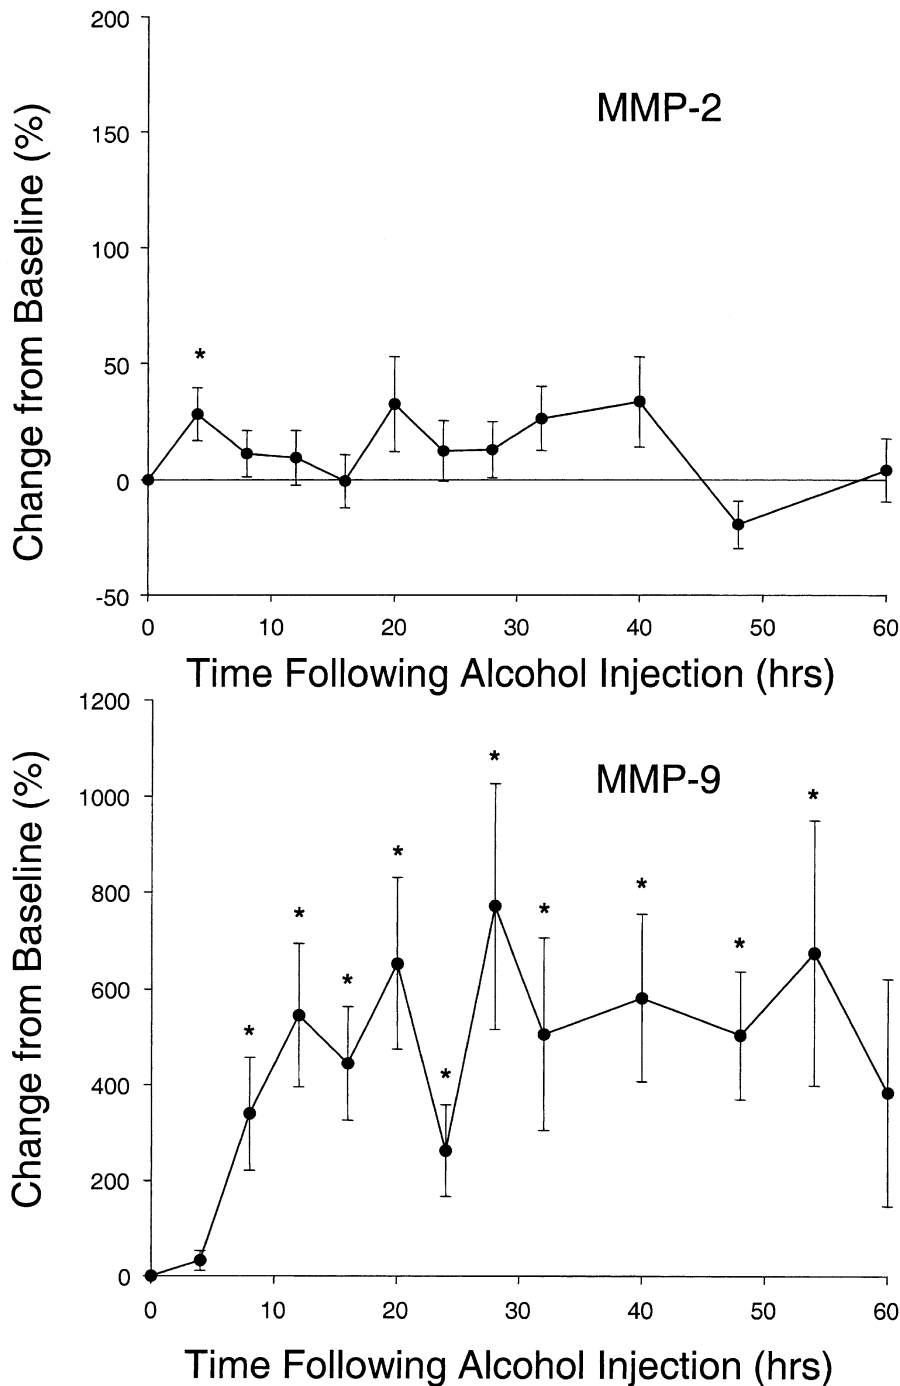 200
MMP-2
150
100
50
*
0
-50
0 10 20 30 40 50 60
Change from Baseline (%)
Time Following Alcohol Injection (hrs)
1200
MMP-9
1000
800
600
400
200
0
* * * * * * * * * *
0 10 20 30 40 50 60
Change from Baseline (%)
Time Following Alcohol Injection (hrs)